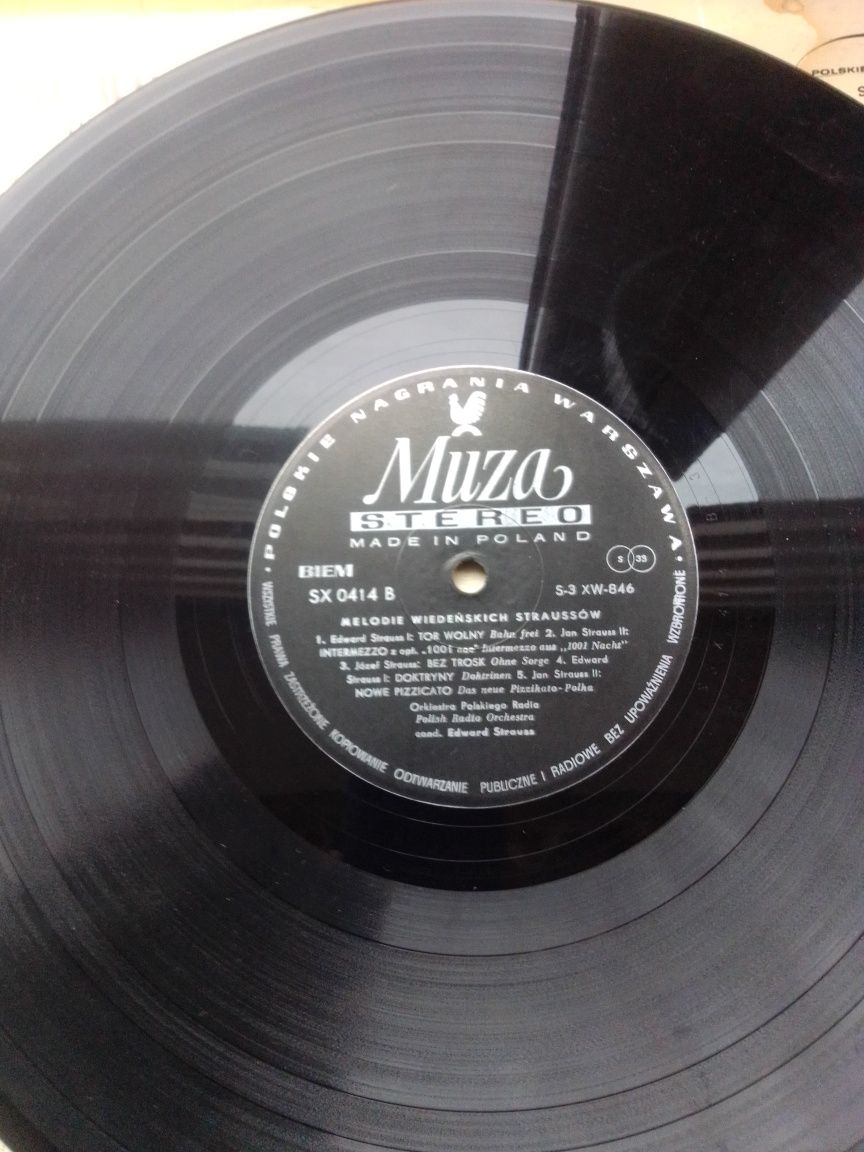 POLSKIE
POLSKIE NAGRANIA WARSZAWA
Muza
STEREO
MADE IN POLAND
BIEM
S 33
SX 0414 B
S-3 XW-846
MELODIE WIEDEŃSKICH STRAUSSÓW
1. Edward Strauss I: TOR WOLNY Bahn frei 2. Jan Strauss II:
INTERMEZZO z opt. „1001 noc" Intermezzo aus „1001 Nacht"
3. Józef Strauss: BEZ TROSK Ohne Sorge 4. Edward
Strauss I: DOKTRYNY Doktrinen 5. Jan Strauss II:
NOWE PIZZICATO Das neue Pizzikato-Polka
Orkiestra Polskiego Radia
Polish Radio Orchestra
cond. Edward Strauss
WSZYSTKIE PRAWA ZASTRZEŻONE KOPIOWANIE ODTWARZANIE PUBLICZNE I RADIOWE BEZ UPOWAŻNIENIA WZBRONIONE